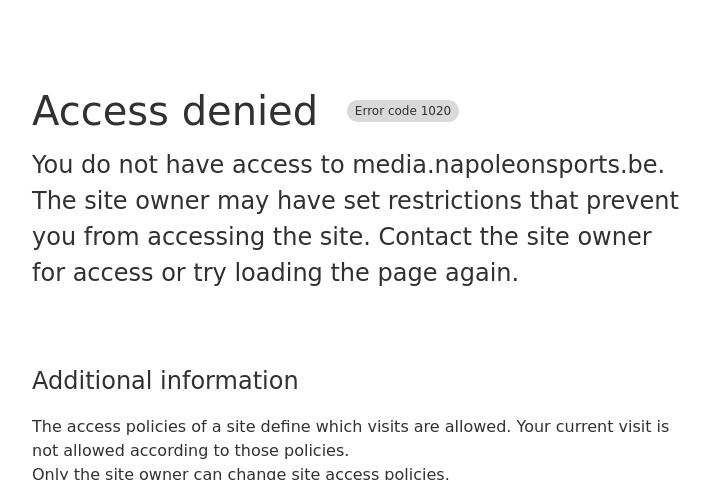 Access denied Error code 1020
You do not have access to media.napoleonsports.be.
The site owner may have set restrictions that prevent
you from accessing the site. Contact the site owner
for access or try loading the page again.
Additional information
The access policies of a site define which visits are allowed. Your current visit is
not allowed according to those policies.
Only the site owner can change site access policies.